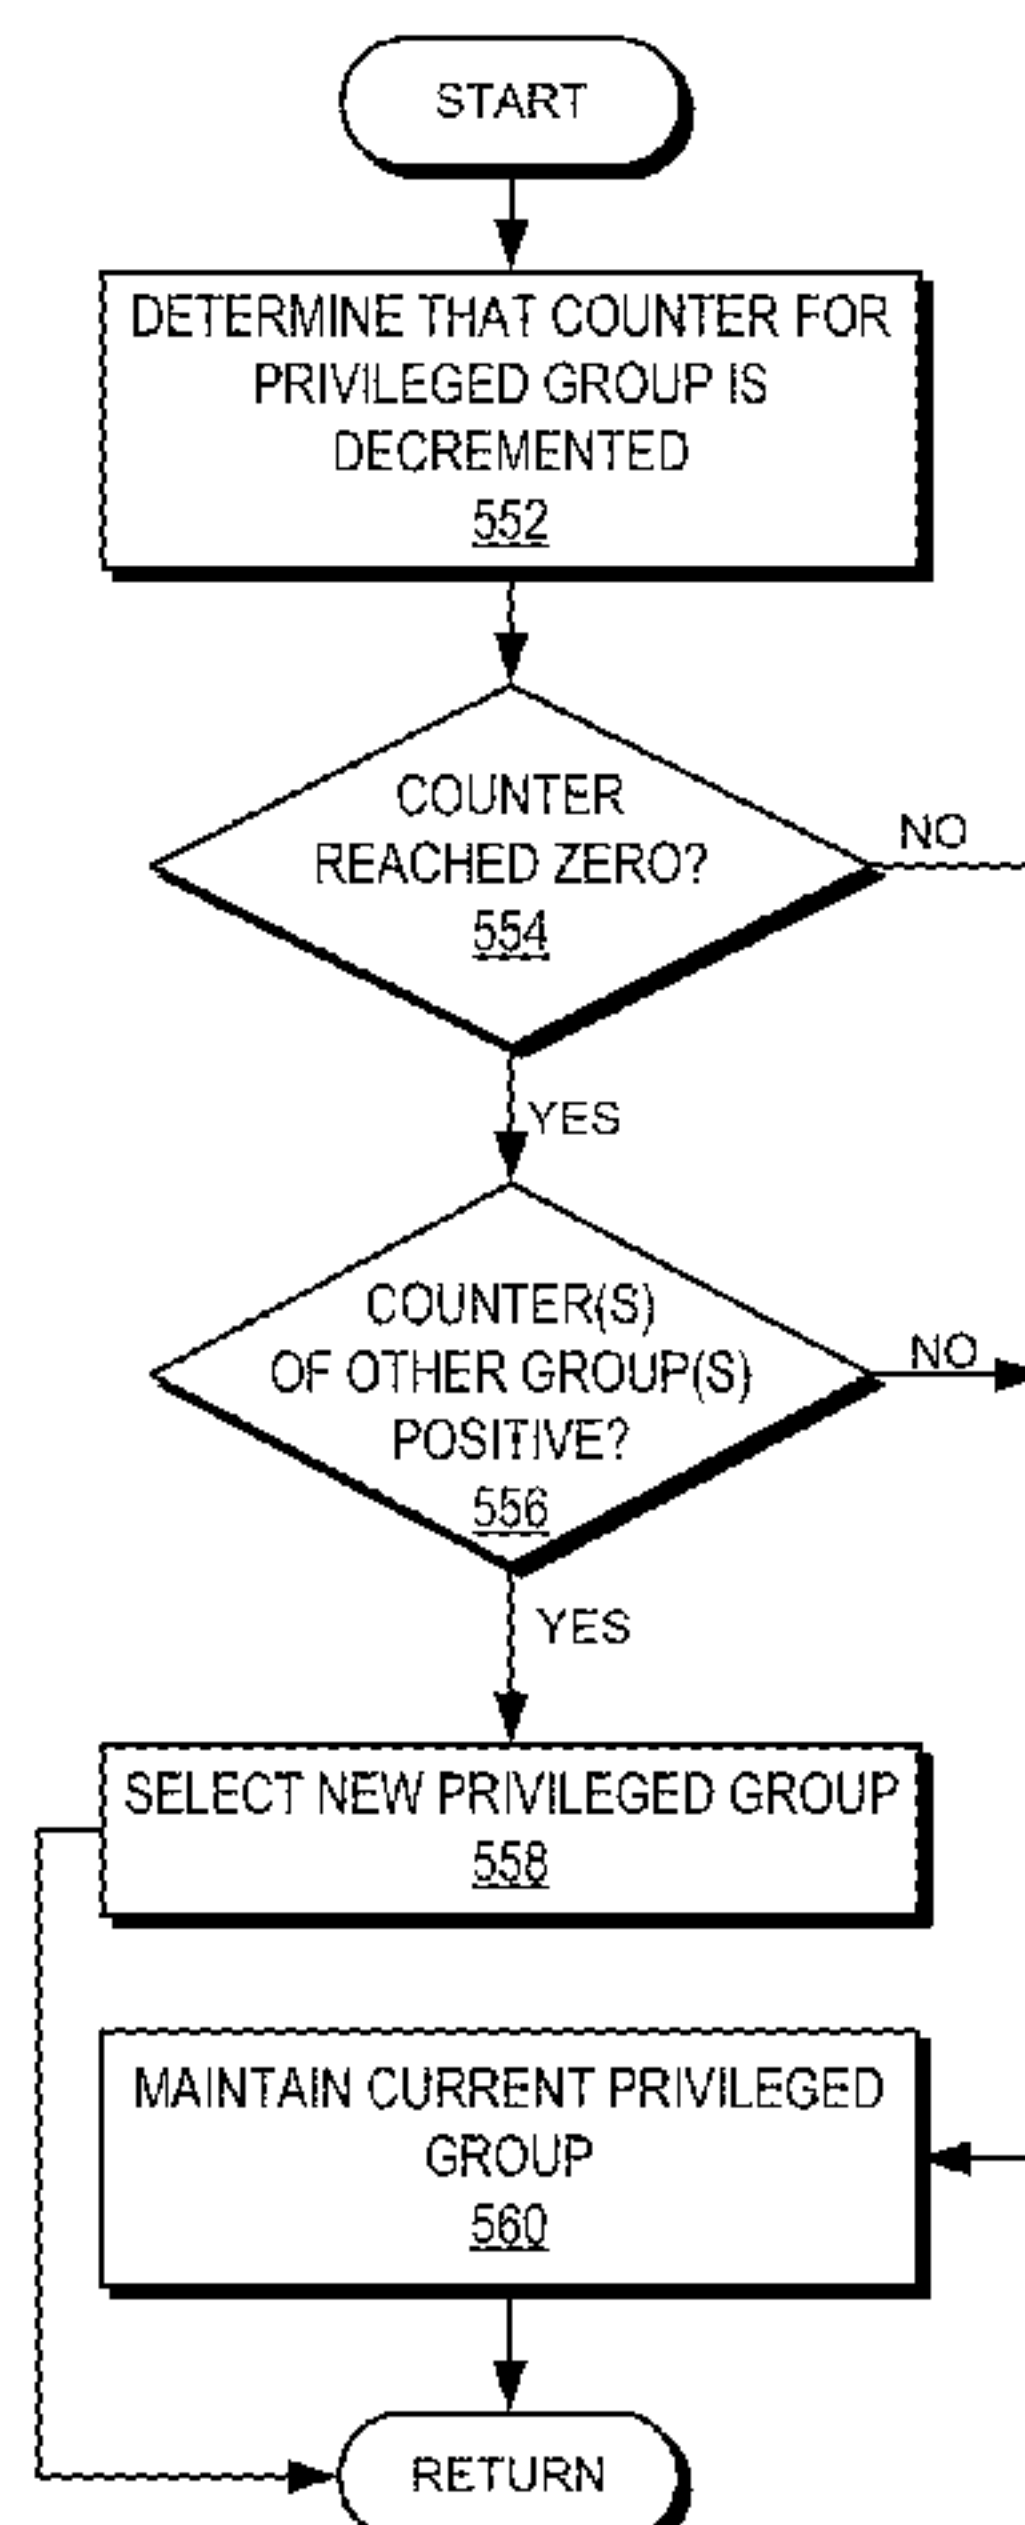 START
DETERMINE THAT COUNTER FOR
PRIVILEGED GROUP IS
DECREMENTED
552
COUNTER
REACHED ZERO?
554
NO
YES
COUNTER(S)
OF OTHER GROUP(S)
POSITIVE?
556
NO
YES
SELECT NEW PRIVILEGED GROUP
558
MAINTAIN CURRENT PRIVILEGED
GROUP
560
RETURN